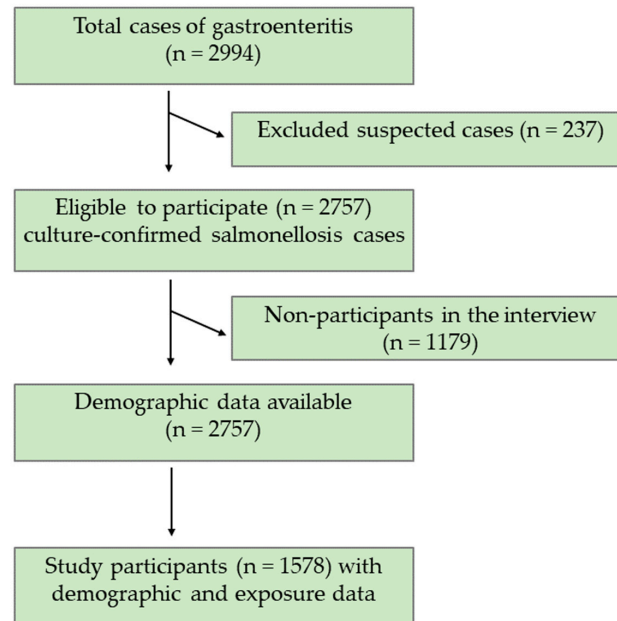 Total cases of gastroenteritis
(n = 2994)
Excluded suspected cases (n = 237)
Eligible to participate (n = 2757)
culture-confirmed salmonellosis cases
Non-participants in the interview
(n = 1179)
Demographic data available
(n = 2757)
Study participants (n = 1578) with
demographic and exposure data